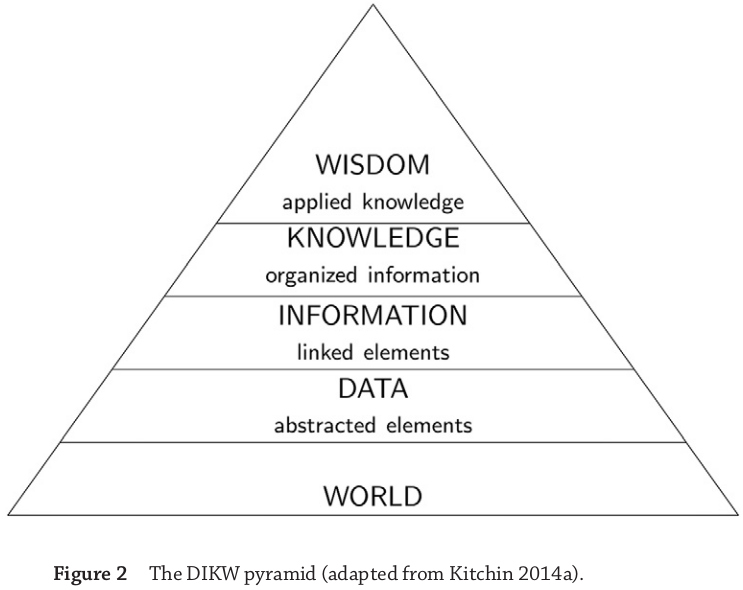 WISDOM
applied knowledge
KNOWLEDGE
organized information
INFORMATION
linked elements
DATA
abstracted elements
WORLD
Figure 2 The DIKW pyramid (adapted from Kitchin 2014a).